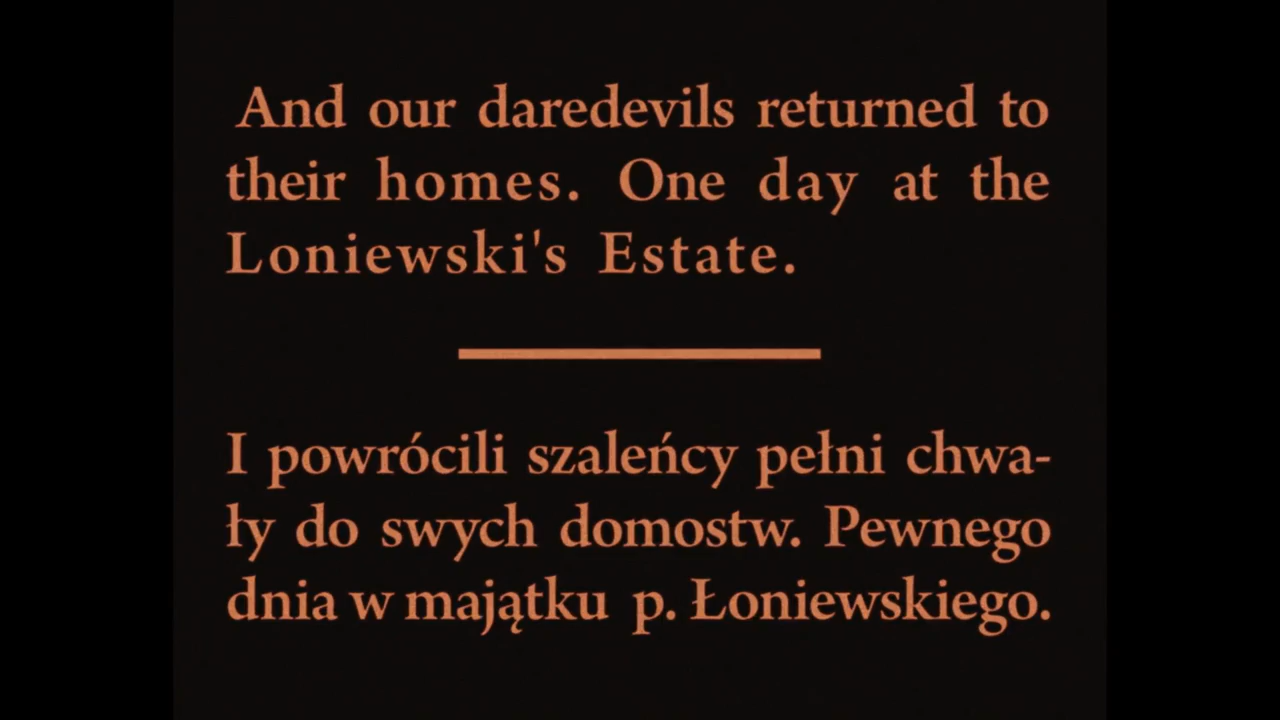 And our daredevils returned to
their homes. One day at the
Loniewski's Estate.
I powrócili szaleńcy pełni chwa-
ły do swych domostw. Pewnego
dnia w majątku p. Łoniewskiego.